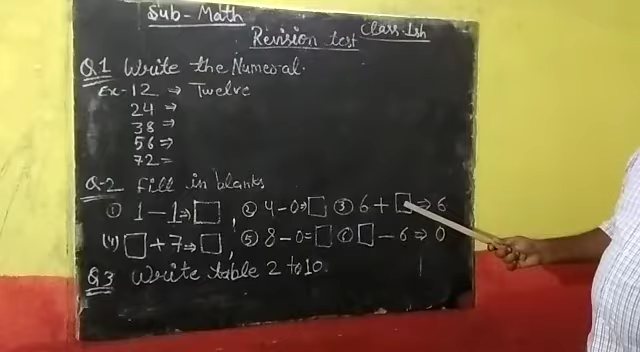 Sub - Math
Class-1sh
Revision test
Q1 Write the Numeral.
Ex- 12 ⇒ Twelve
24 ⇒
38 ⇒
56 ⇒
72 =
Q-2 Fill in blanks
① 1 - 1 ⇒ □ , ② 4 - 0 ⇒ □ ③ 6 + □ ⇒ 6
(4) □ + 7 ⇒ □ , ⑤ 8 - 0 = □ ⑥ □ - 6 ⇒ 0
Q3 Write table 2 to 10.